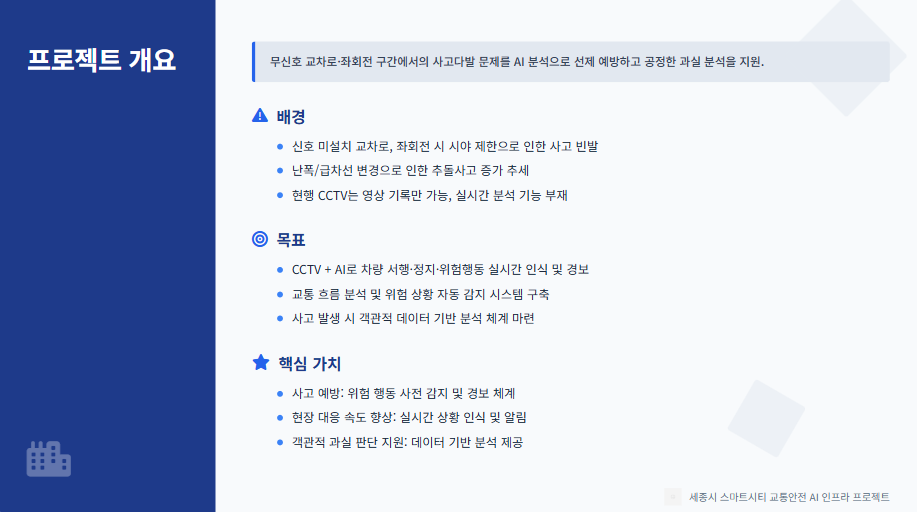 프로젝트 개요
무신호 교차로·좌회전 구간에서의 사고다발 문제를 AI 분석으로 선제 예방하고 공정한 과실 분석을 지원.
배경
신호 미설치 교차로, 좌회전 시 시야 제한으로 인한 사고 빈발
난폭/급차선 변경으로 인한 추돌사고 증가 추세
현행 CCTV는 영상 기록만 가능, 실시간 분석 기능 부재
목표
CCTV + AI로 차량 서행·정지·위험행동 실시간 인식 및 경보
교통 흐름 분석 및 위험 상황 자동 감지 시스템 구축
사고 발생 시 객관적 데이터 기반 분석 체계 마련
핵심 가치
사고 예방: 위험 행동 사전 감지 및 경보 체계
현장 대응 속도 향상: 실시간 상황 인식 및 알림
객관적 과실 판단 지원: 데이터 기반 분석 제공
세종시 스마트시티 교통안전 AI 인프라 프로젝트